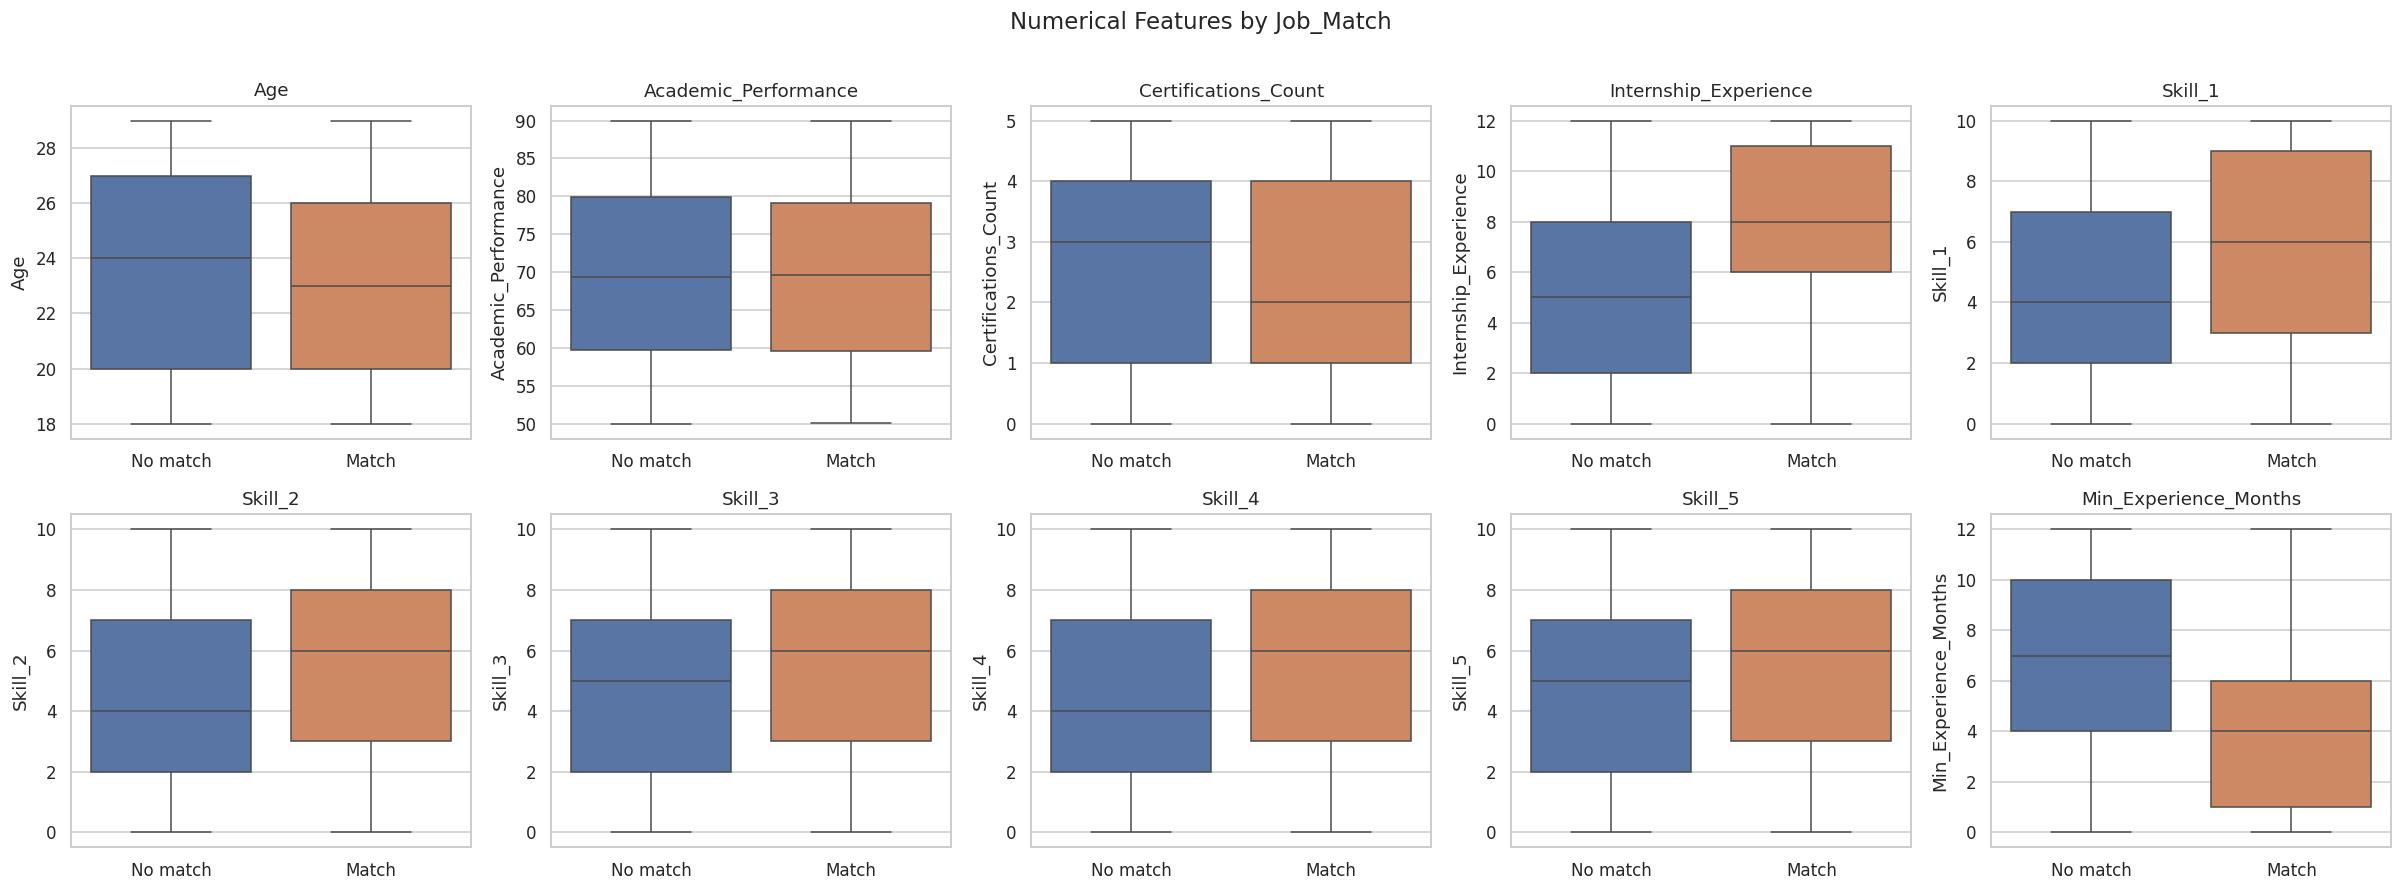 Numerical Features by Job_Match
Age
Age
28
26
24
22
20
18
No match
Match
Academic_Performance
Academic_Performance
90
85
80
75
70
65
60
55
50
No match
Match
Certifications_Count
Certifications_Count
5
4
3
2
1
0
No match
Match
Internship_Experience
Internship_Experience
12
10
8
6
4
2
0
No match
Match
Skill_1
Skill_1
10
8
6
4
2
0
No match
Match
Skill_2
Skill_2
10
8
6
4
2
0
No match
Match
Skill_3
Skill_3
10
8
6
4
2
0
No match
Match
Skill_4
Skill_4
10
8
6
4
2
0
No match
Match
Skill_5
Skill_5
10
8
6
4
2
0
No match
Match
Min_Experience_Months
Min_Experience_Months
12
10
8
6
4
2
0
No match
Match